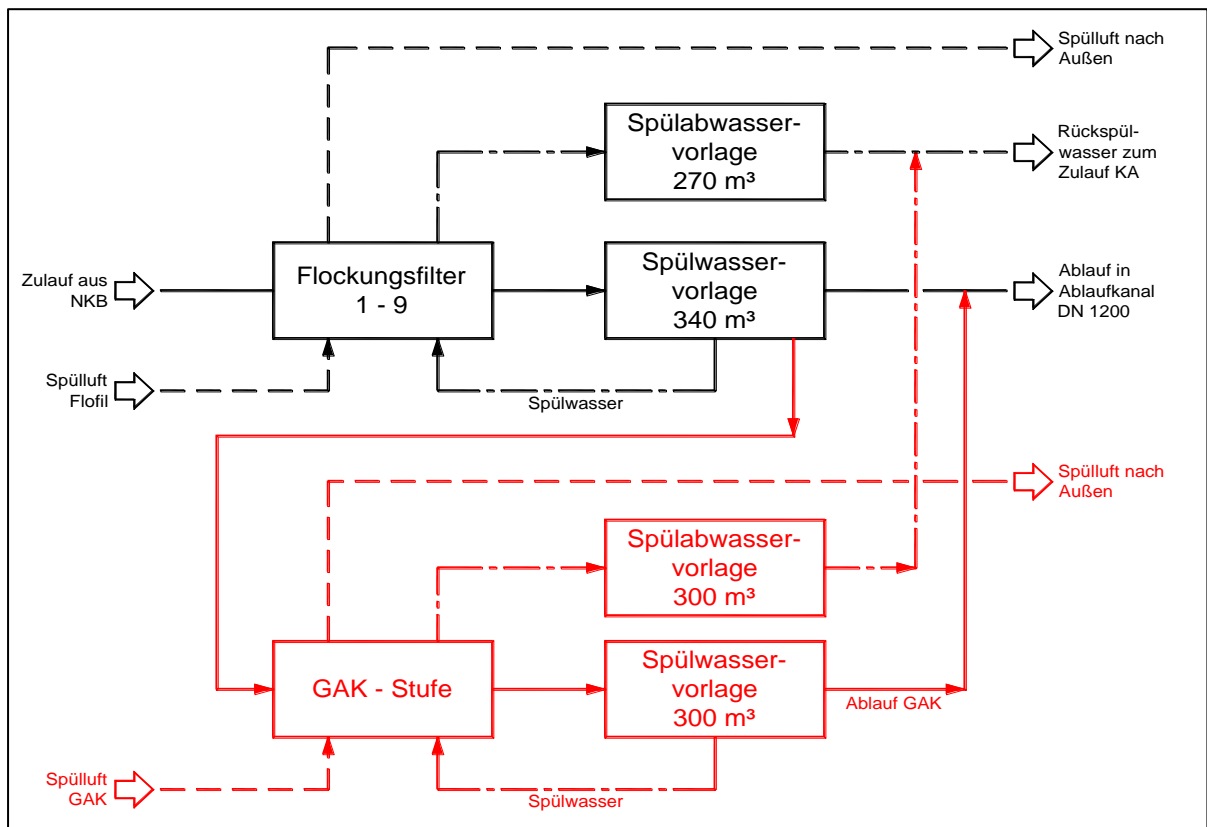 Spülluft nach
Außen
Spülabwasser-
vorlage
270 m³
Rückspül-
wasser zum
Zulauf KA
Zulauf aus
NKB
Flockungsfilter
1 - 9
Spülwasser-
vorlage
340 m³
Ablauf in
Ablaufkanal
DN 1200
Spülluft
Flofil
Spülwasser
Spülluft nach
Außen
Spülabwasser-
vorlage
300 m³
GAK - Stufe
Spülwasser-
vorlage
300 m³
Ablauf GAK
Spülluft
GAK
Spülwasser